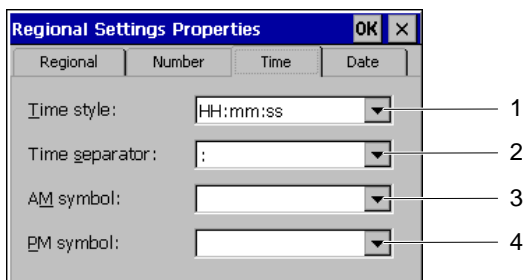 Regional Settings Properties OK ×
Regional Number Time Date
Time style: HH:mm:ss 1
Time separator: : 2
AM symbol: 3
PM symbol: 4